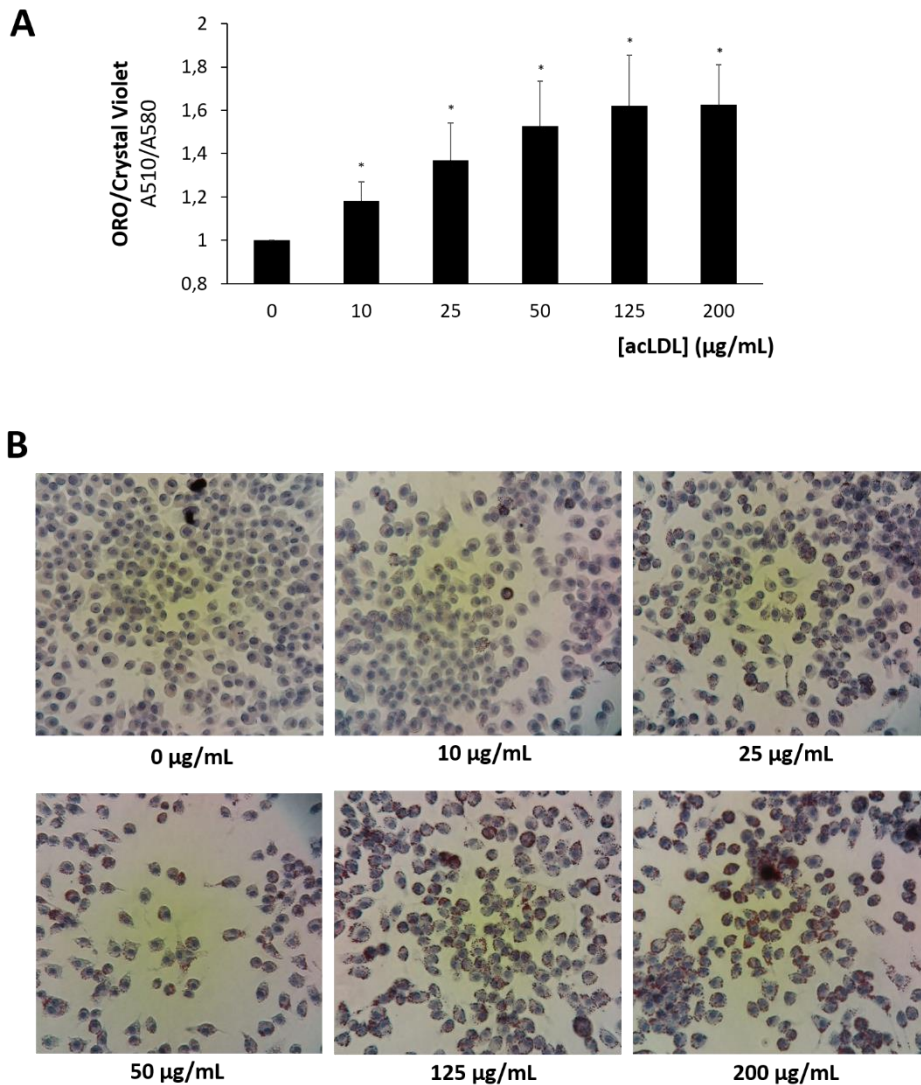 A
ORO/Crystal Violet
A510/A580
2
1,8
1,6
1,4
1,2
1
0,8
* * * * *
0 10 25 50 125 200
[acLDL] (µg/mL)
B
0 µg/mL 10 µg/mL 25 µg/mL
50 µg/mL 125 µg/mL 200 µg/mL